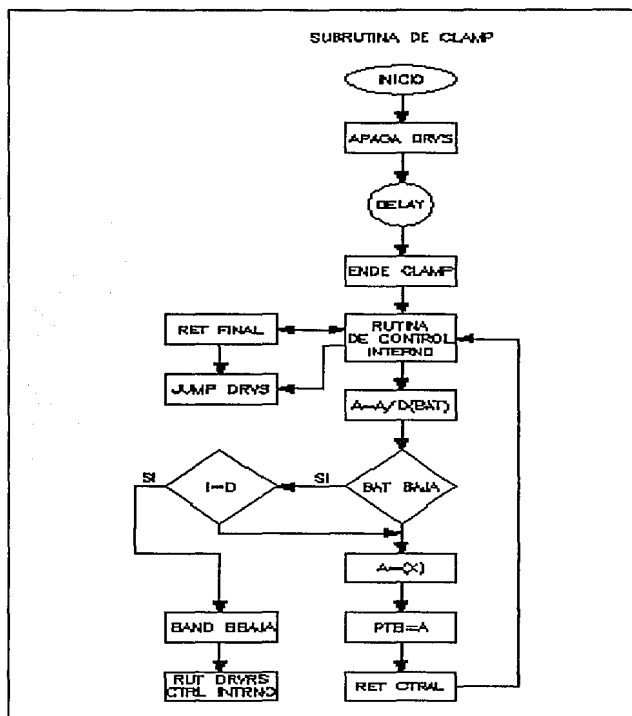 SUBRUTINA DE CLAMP
INICIO
APAGA DRVS
DELAY
ENDE CLAMP
RET FINAL
RUTINA
DE CONTROL
INTERNO
JUMP DRVS
A=A/D(BAT)
SI
I=D
SI
BAT BAJA
A=(X)
BAND BBAJA
PTB=A
RUT DRVRS
CTRL INTRNO
RET CTRAL